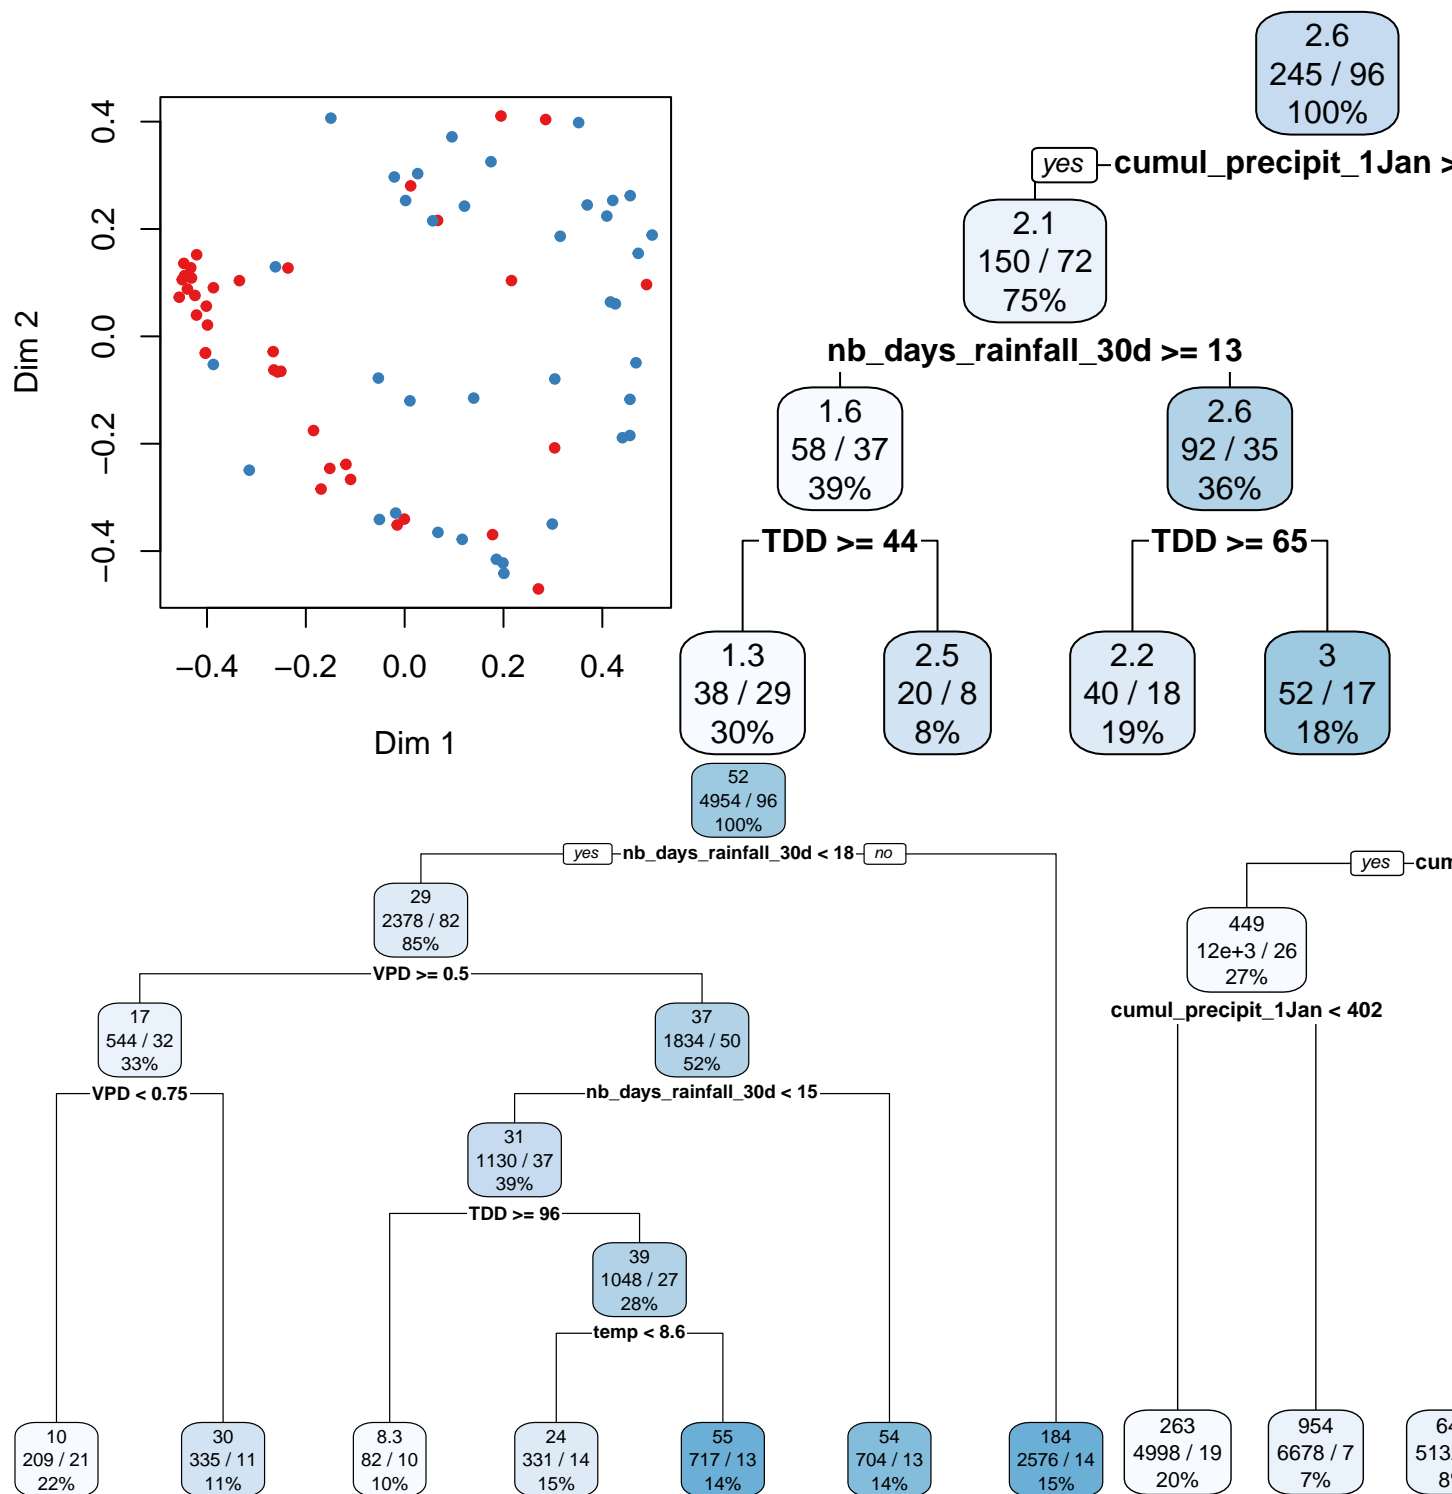 0.4
0.2
0.0
−0.2
−0.4
Dim 2
−0.4
−0.2
0.0
0.2
0.4
Dim 1
2.6
245 / 96
100%
yes
cumul_precipit_1Jan >
2.1
150 / 72
75%
nb_days_rainfall_30d >= 13
1.6
58 / 37
39%
2.6
92 / 35
36%
TDD >= 44
TDD >= 65
1.3
38 / 29
30%
2.5
20 / 8
8%
2.2
40 / 18
19%
3
52 / 17
18%
52
4954 / 96
100%
yes
nb_days_rainfall_30d < 18
no
29
2378 / 82
85%
VPD >= 0.5
17
544 / 32
33%
37
1834 / 50
52%
VPD < 0.75
nb_days_rainfall_30d < 15
31
1130 / 37
39%
TDD >= 96
39
1048 / 27
28%
temp < 8.6
10
209 / 21
22%
30
335 / 11
11%
8.3
82 / 10
10%
24
331 / 14
15%
55
717 / 13
14%
54
704 / 13
14%
184
2576 / 14
15%
yes
449
12e+3 / 26
27%
cumul_precipit_1Jan < 402
263
4998 / 19
20%
954
6678 / 7
7%